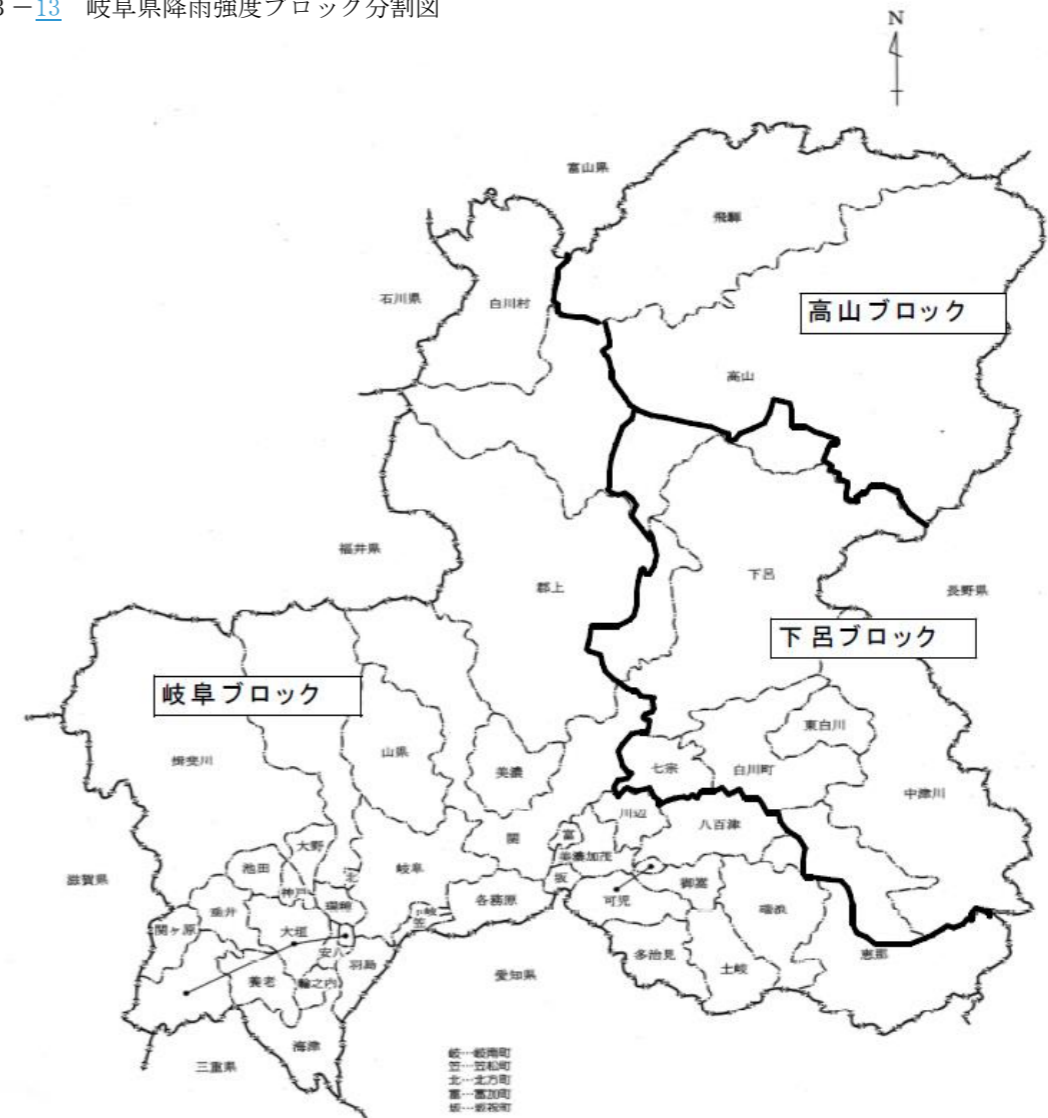 3－13 岐阜県降雨強度ブロック分割図
N
富山県
飛騨
石川県
白川村
高山ブロック
高山
福井県
郡上
下呂
長野県
下呂ブロック
岐阜ブロック
東白川
揖斐川
山県
美濃
七宗
白川町
中津川
川辺
八百津
富
関
大野
美濃加茂
滋賀県
池田
北
岐阜
坂
神戸
御嵩
瑞穂
岐
各務原
可児
瑞浪
垂井
笠
関ヶ原
大垣
安八
羽島
多治見
土岐
恵那
養老
輪之内
愛知県
海津
三重県
岐…岐南町
笠…笠松町
北…北方町
富…富加町
坂…坂祝町